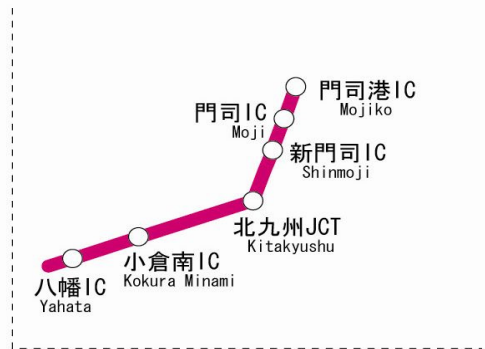 門司港IC
Mojiko
門司IC
Moji
新門司IC
Shinmoji
北九州JCT
Kitakyushu
小倉南IC
Kokura Minami
八幡IC
Yahata